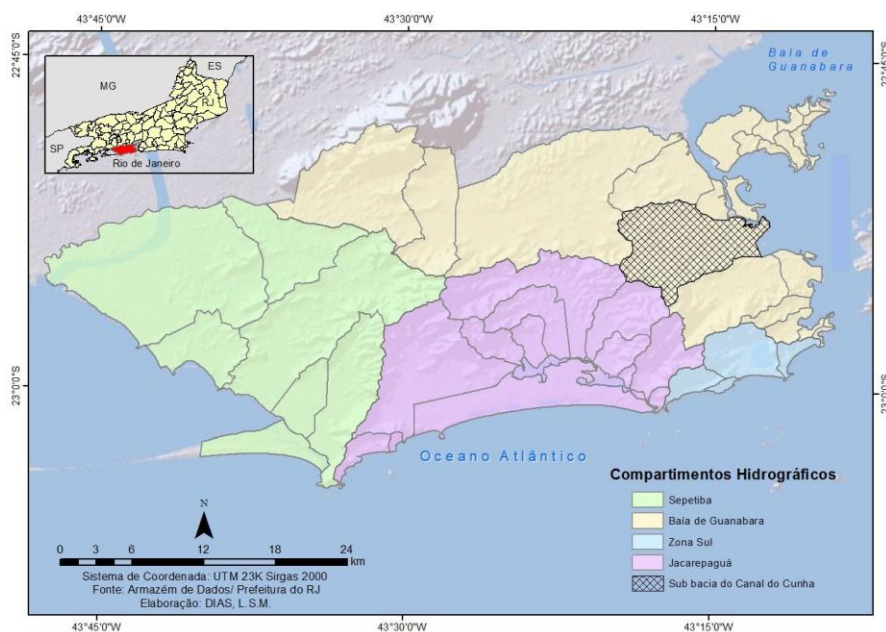 43°45'0"W
43°30'0"W
43°15'0"W
22°45'0"S
22°45'0"S
Baía de
Guanabara
MG
ES
RJ
SP
Rio de Janeiro
23°0'0"S
23°0'0"S
Oceano Atlântico
Compartimentos Hidrográficos
Sepetiba
Baía de Guanabara
Zona Sul
Jacarepaguà
Sub bacia do Canal do Cunha
N
0 3 6 12 18 24
km
Sistema de Coordenada: UTM 23K Sirgas 2000
Fonte: Armazém de Dados/ Prefeitura do RJ
Elaboração: DIAS, L.S.M.
43°45'0"W
43°30'0"W
43°15'0"W